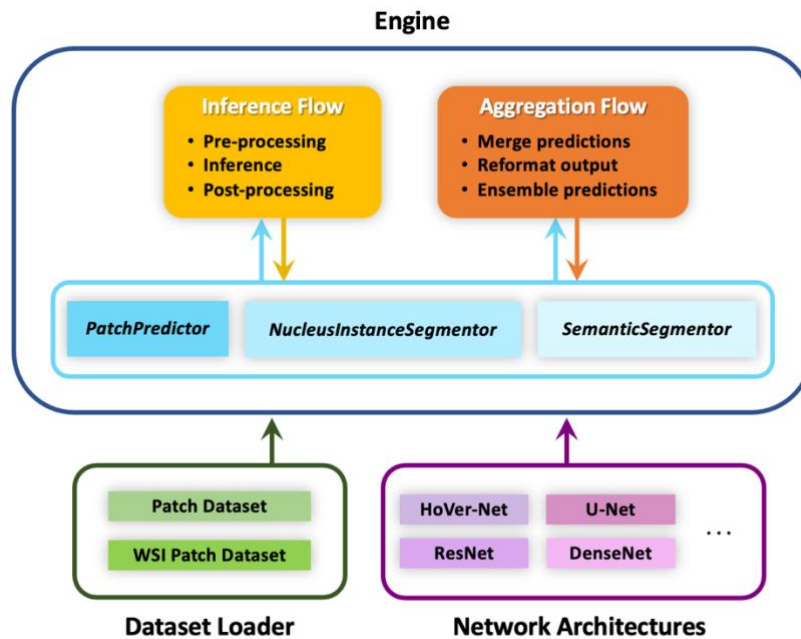 Engine
Inference Flow
• Pre-processing
• Inference
• Post-processing
Aggregation Flow
• Merge predictions
• Reformat output
• Ensemble predictions
PatchPredictor
NucleusInstanceSegmentor
SemanticSegmentor
Patch Dataset
WSI Patch Dataset
Dataset Loader
HoVer-Net
U-Net
ResNet
DenseNet
...
Network Architectures